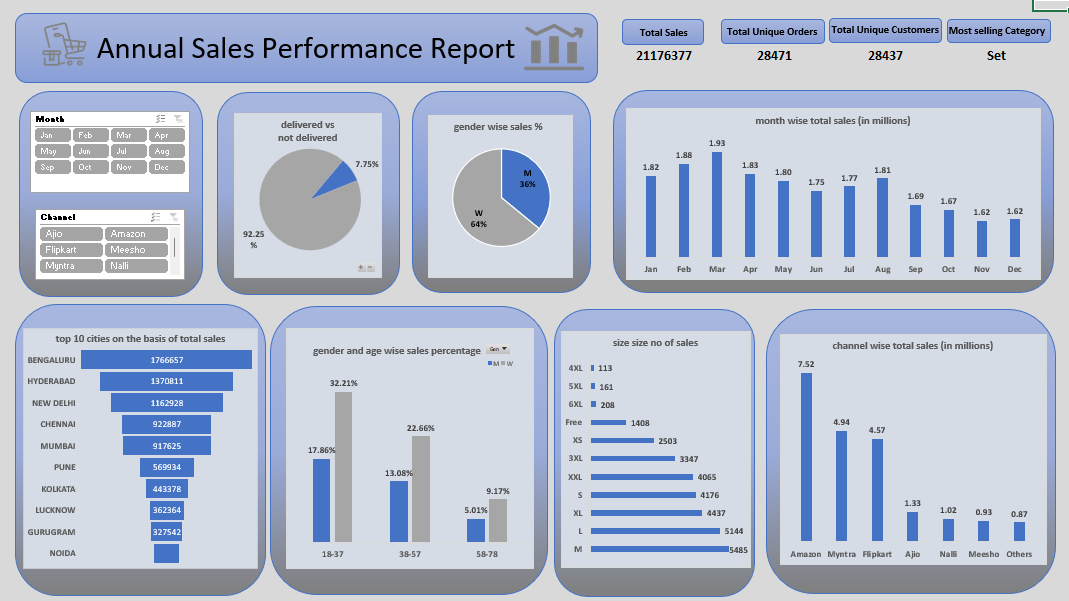 Annual Sales Performance Report
Total Sales
21176377
Total Unique Orders
28471
Total Unique Customers
28437
Most selling Category
Set
Month
Jan Feb Mar Apr
May Jun Jul Aug
Sep Oct Nov Dec
Channel
Ajio Amazon
Flipkart Meesho
Myntra Nalli
delivered vs
not delivered
7.75%
92.25
%
gender wise sales %
M
36%
W
64%
month wise total sales (in millions)
1.82 1.88 1.93 1.83 1.80 1.75 1.77 1.81 1.69 1.67 1.62 1.62
Jan Feb Mar Apr May Jun Jul Aug Sep Oct Nov Dec
top 10 cities on the basis of total sales
BENGALURU 1766657
HYDERABAD 1370811
NEW DELHI 1162928
CHENNAI 922887
MUMBAI 917625
PUNE 569934
KOLKATA 443378
LUCKNOW 362364
GURUGRAM 327542
NOIDA
gender and age wise sales percentage
Gen
M W
17.86% 32.21% 13.08% 22.66% 5.01% 9.17%
18-37 38-57 58-78
size size no of sales
4XL 113
5XL 161
6XL 208
Free 1408
XS 2503
3XL 3347
XXL 4065
S 4176
XL 4437
L 5144
M 5485
channel wise total sales (in millions)
7.52 4.94 4.57 1.33 1.02 0.93 0.87
Amazon Myntra Flipkart Ajio Nalli Meesho Others